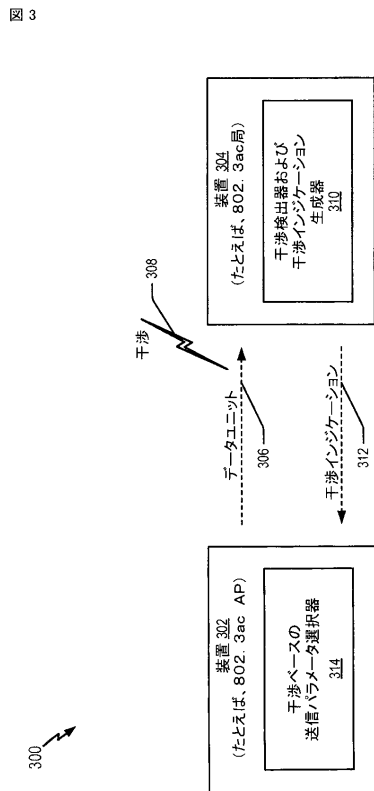 図 3
300
装置 302
(たとえば、802. 3ac AP)
干渉ベースの
送信パラメータ選択器
314
データユニット
306
干渉
308
干渉インジケーション
312
装置 304
(たとえば、802. 3ac局)
干渉検出器および
干渉インジケーション
生成器
310